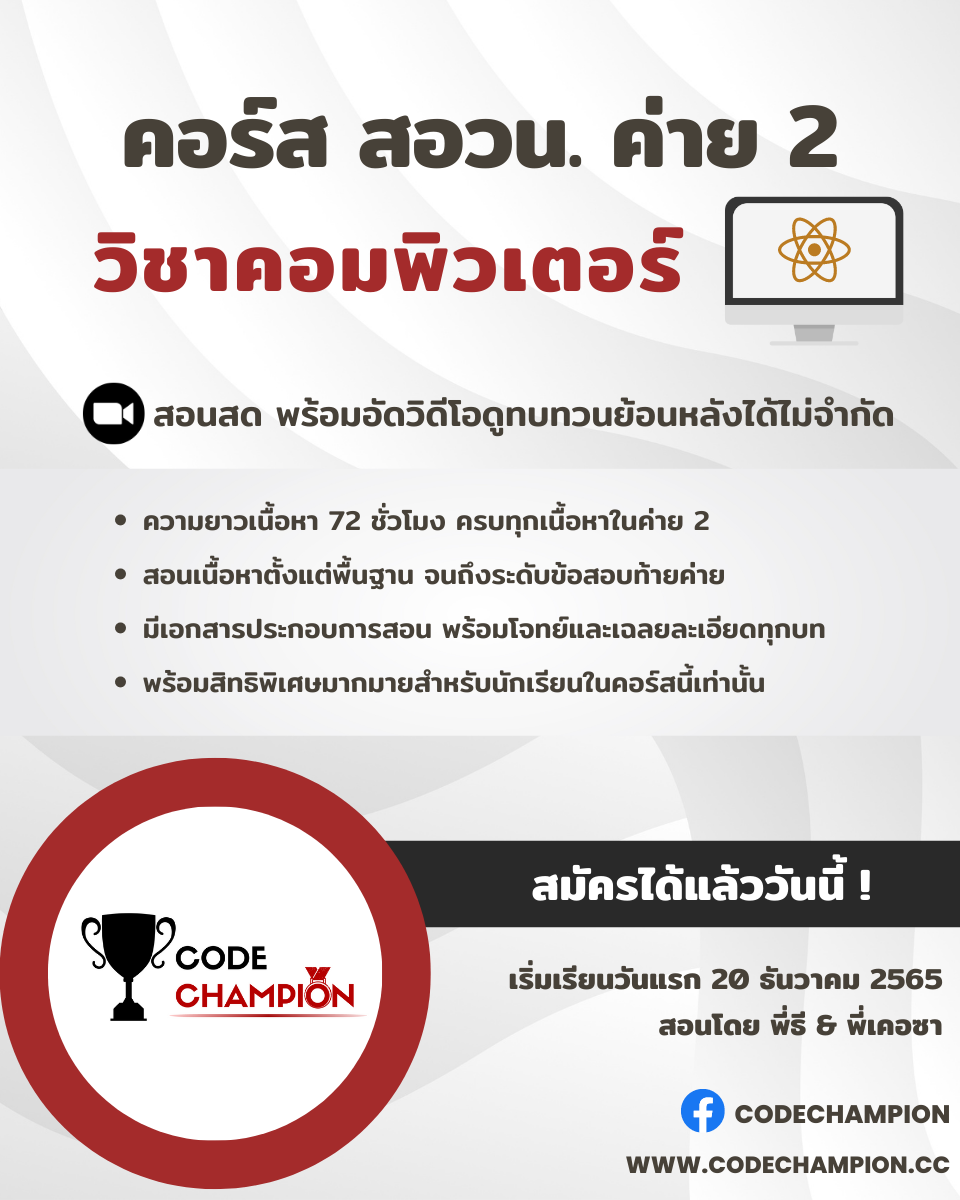 คอร์ส สอวน. ค่าย 2
วิชาคอมพิวเตอร์
สอนสด พร้อมอัดวิดีโอดูทบทวนย้อนหลังได้ไม่จำกัด
• ความยาวเนื้อหา 72 ชั่วโมง ครบทุกเนื้อหาในค่าย 2
• สอนเนื้อหาตั้งแต่พื้นฐาน จนถึงระดับข้อสอบท้ายค่าย
• มีเอกสารประกอบการสอน พร้อมโจทย์และเฉลยละเอียดทุกบท
• พร้อมสิทธิพิเศษมากมายสำหรับนักเรียนในคอร์สนี้เท่านั้น
CODE
CHAMPION
สมัครได้แล้ววันนี้ !
เริ่มเรียนวันแรก 20 ธันวาคม 2565
สอนโดย พี่ธี & พี่เคอซา
CODECHAMPION
WWW.CODECHAMPION.CC